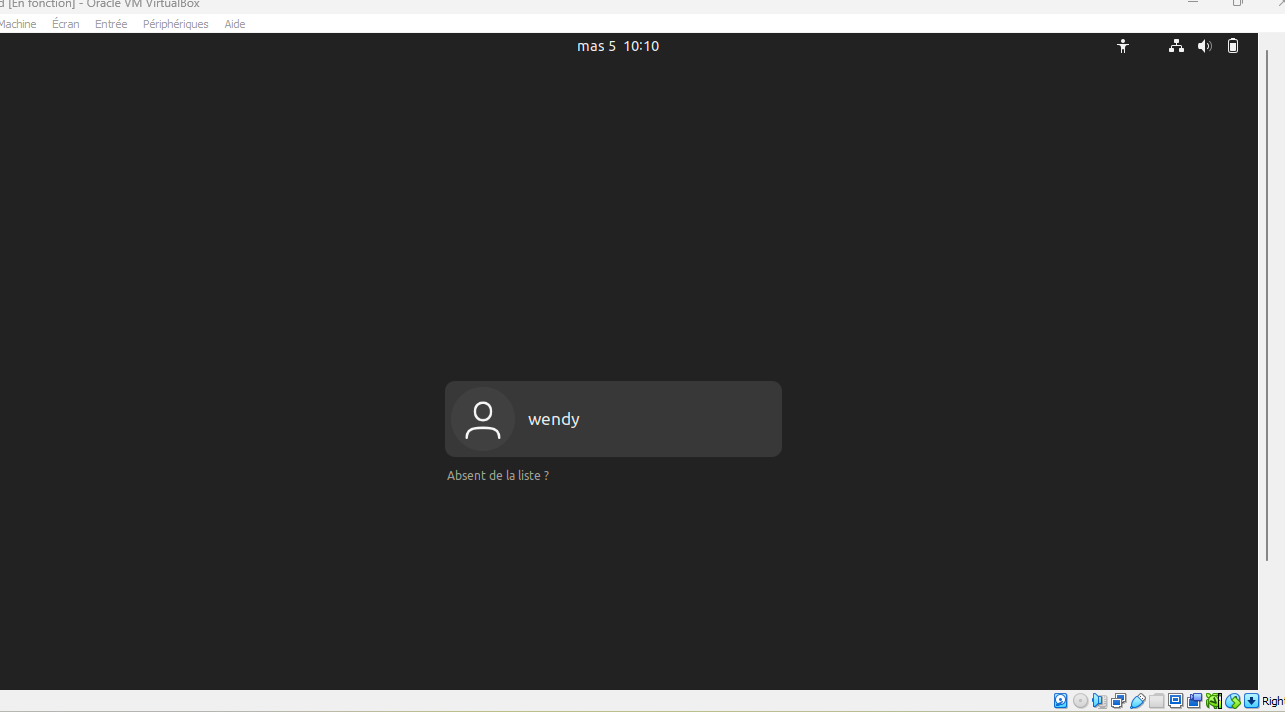 d [En fonction] - Oracle VM VirtualBox
Machine Écran Entrée Périphériques Aide
mas 5 10:10
wendy
Absent de la liste ?
Right